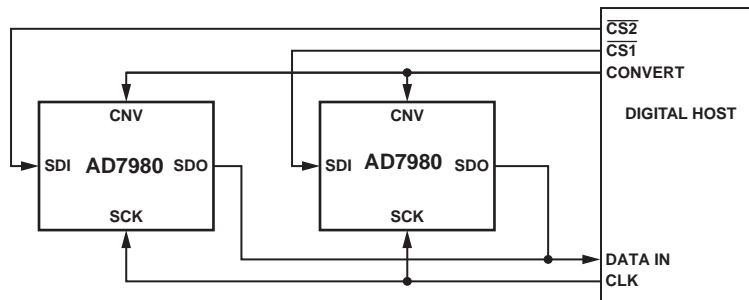 CS2
CS1
CONVERT
DIGITAL HOST
CNV
SDI AD7980 SDO
SCK
CNV
SDI AD7980 SDO
SCK
DATA IN
CLK